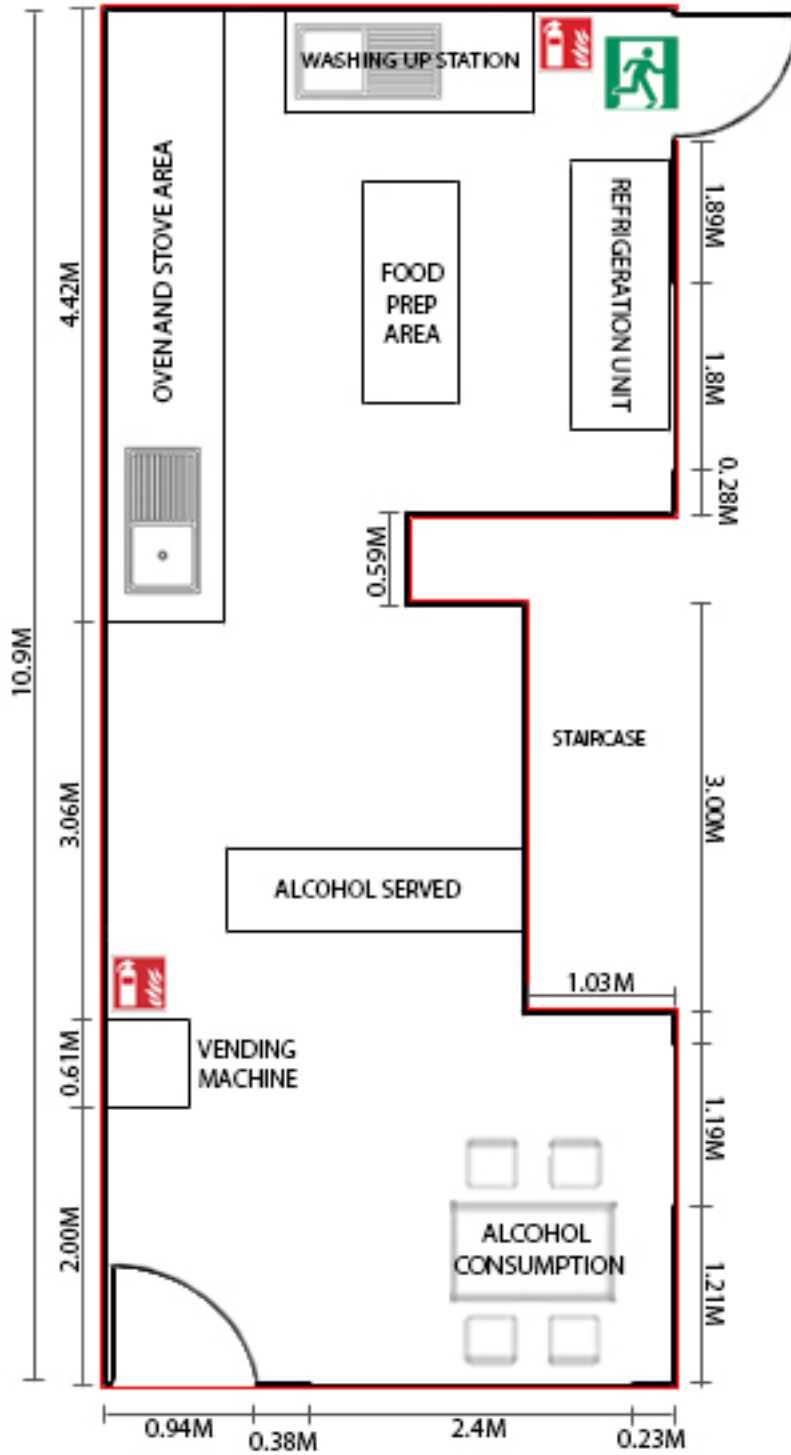 WASHING UP STATION
OVEN AND STOVE AREA
FOOD
PREP
AREA
REFRIGERATION UNIT
1.89M
4.42M
1.8M
0.28M
0.59M
10.9M
STAIRCASE
3.06M
3.00M
ALCOHOL SERVED
1.03M
VENDING
MACHINE
0.61M
1.19M
ALCOHOL
CONSUMPTION
2.00M
1.21M
0.94M
0.38M
2.4M
0.23M